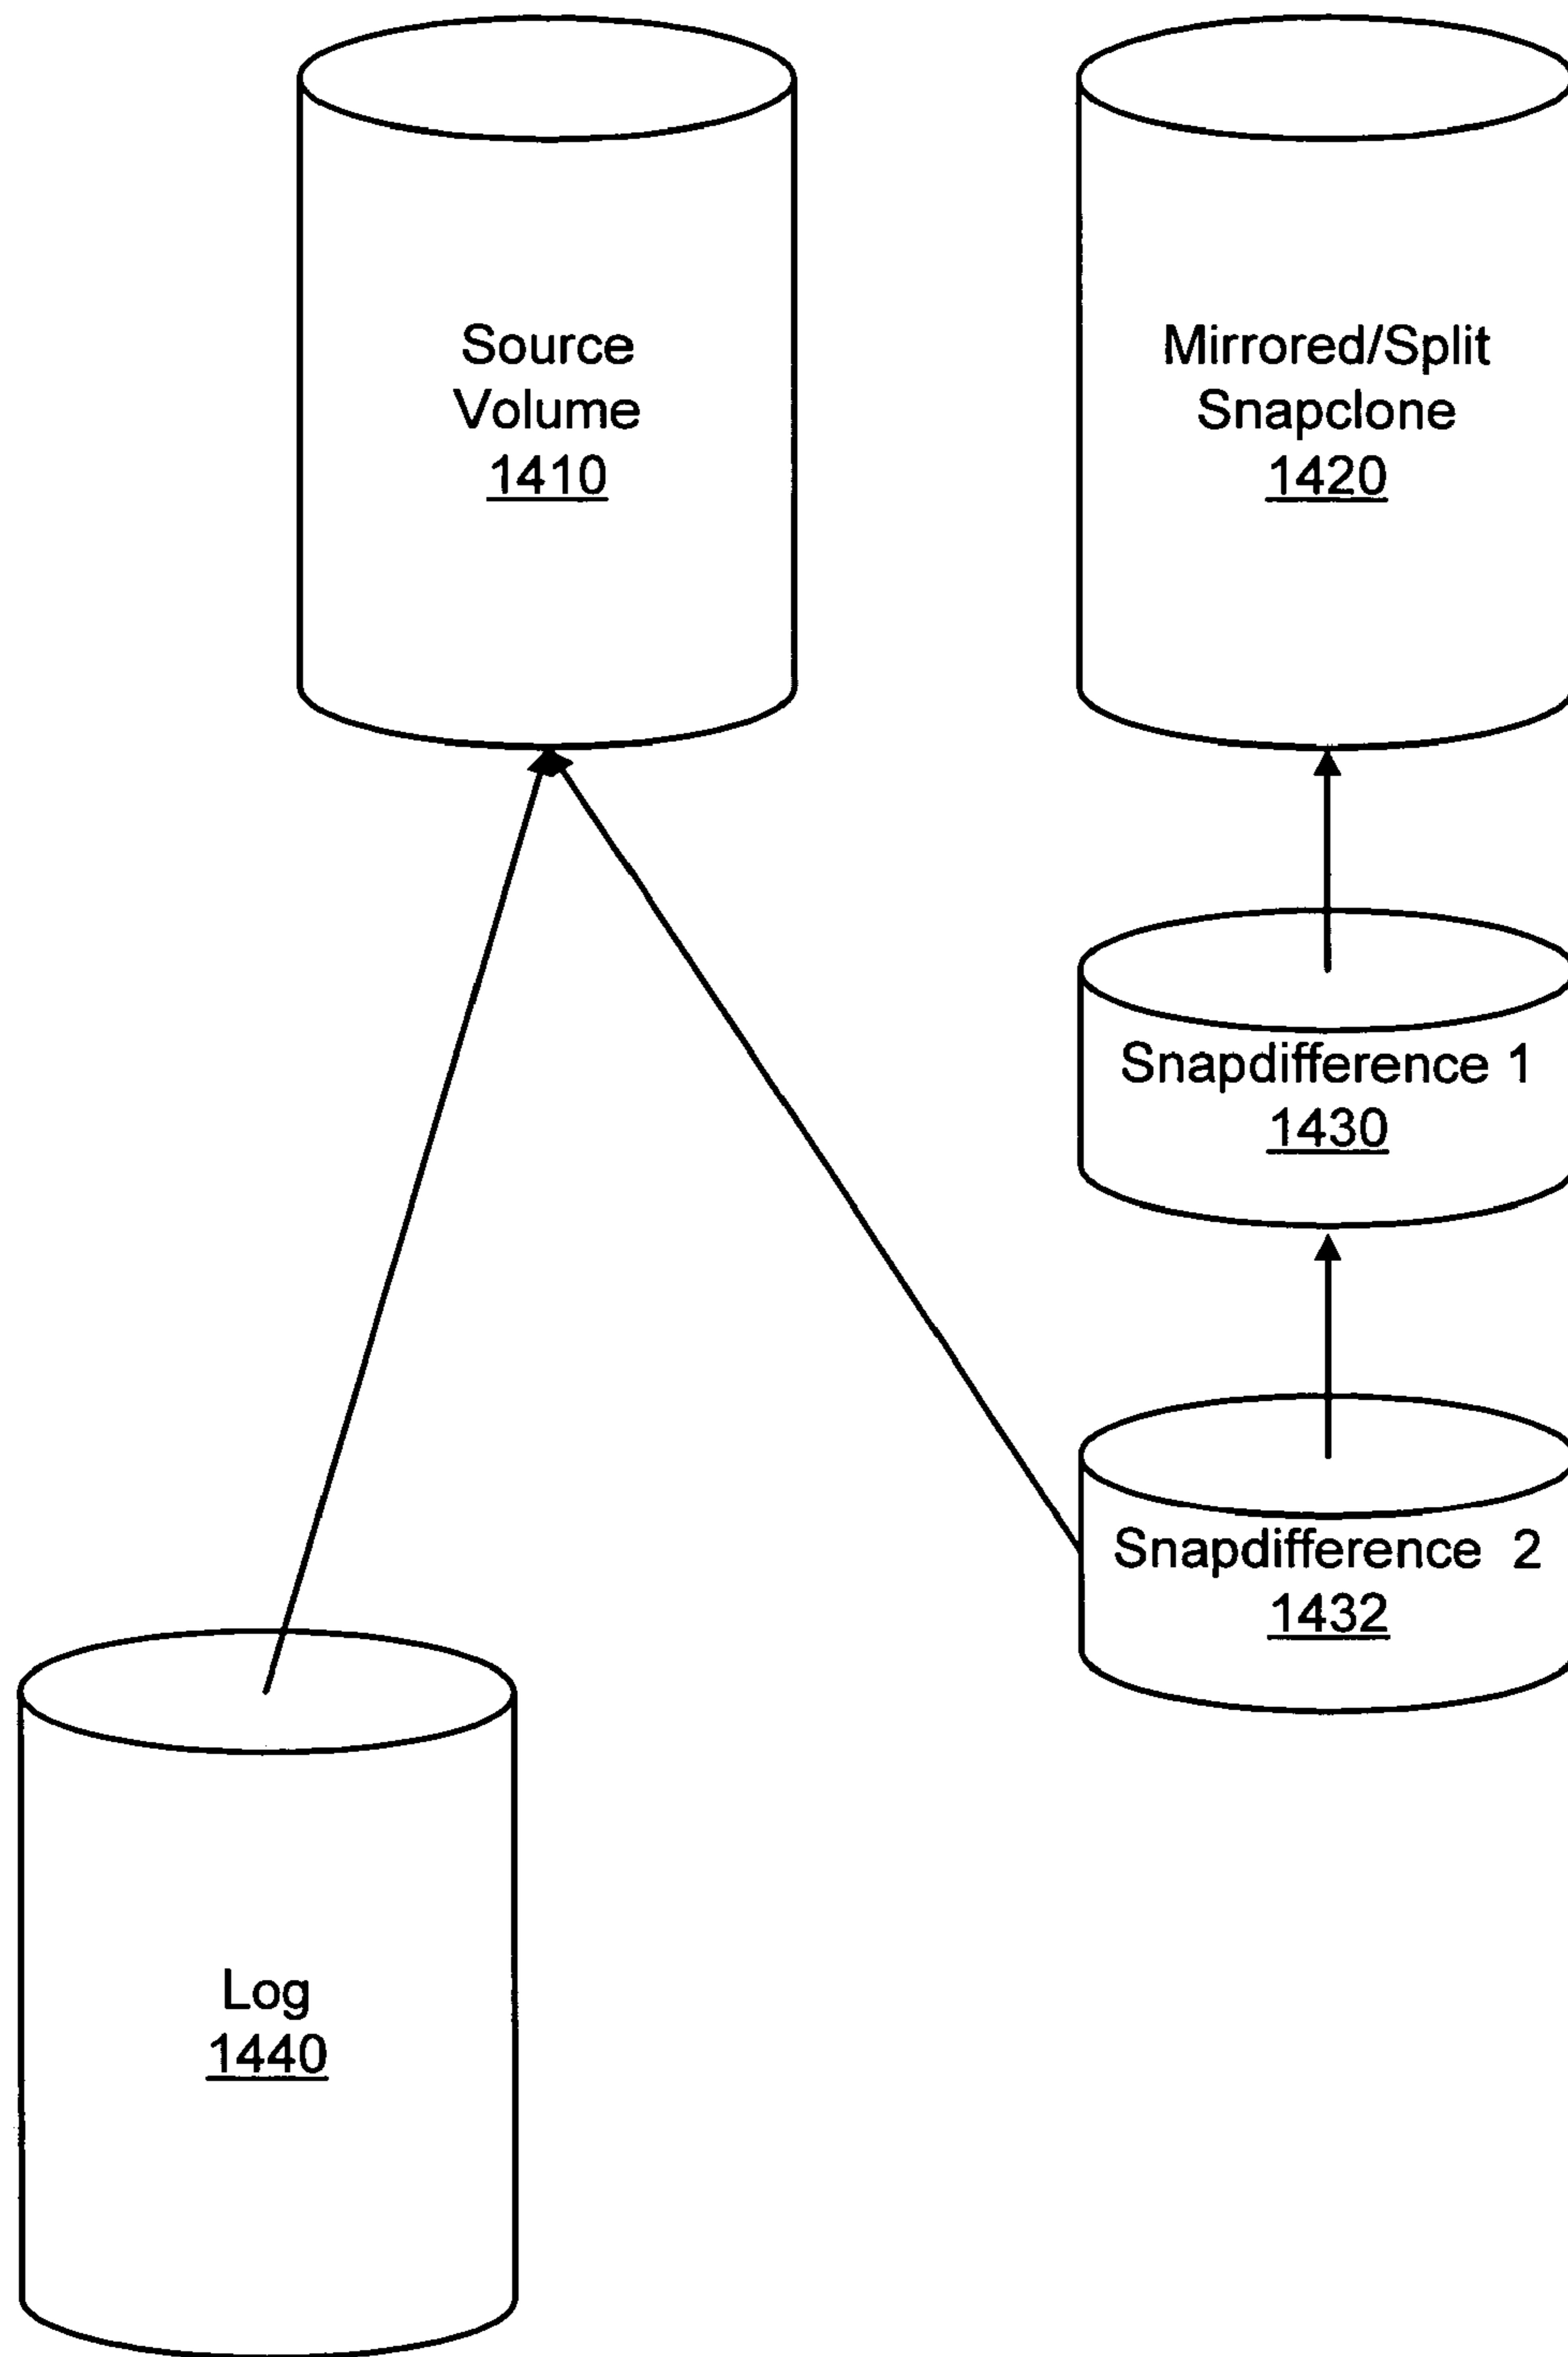 Source
Volume
1410
Mirrored/Split
Snapclone
1420
Snapdifference 1
1430
Snapdifference 2
1432
Log
1440